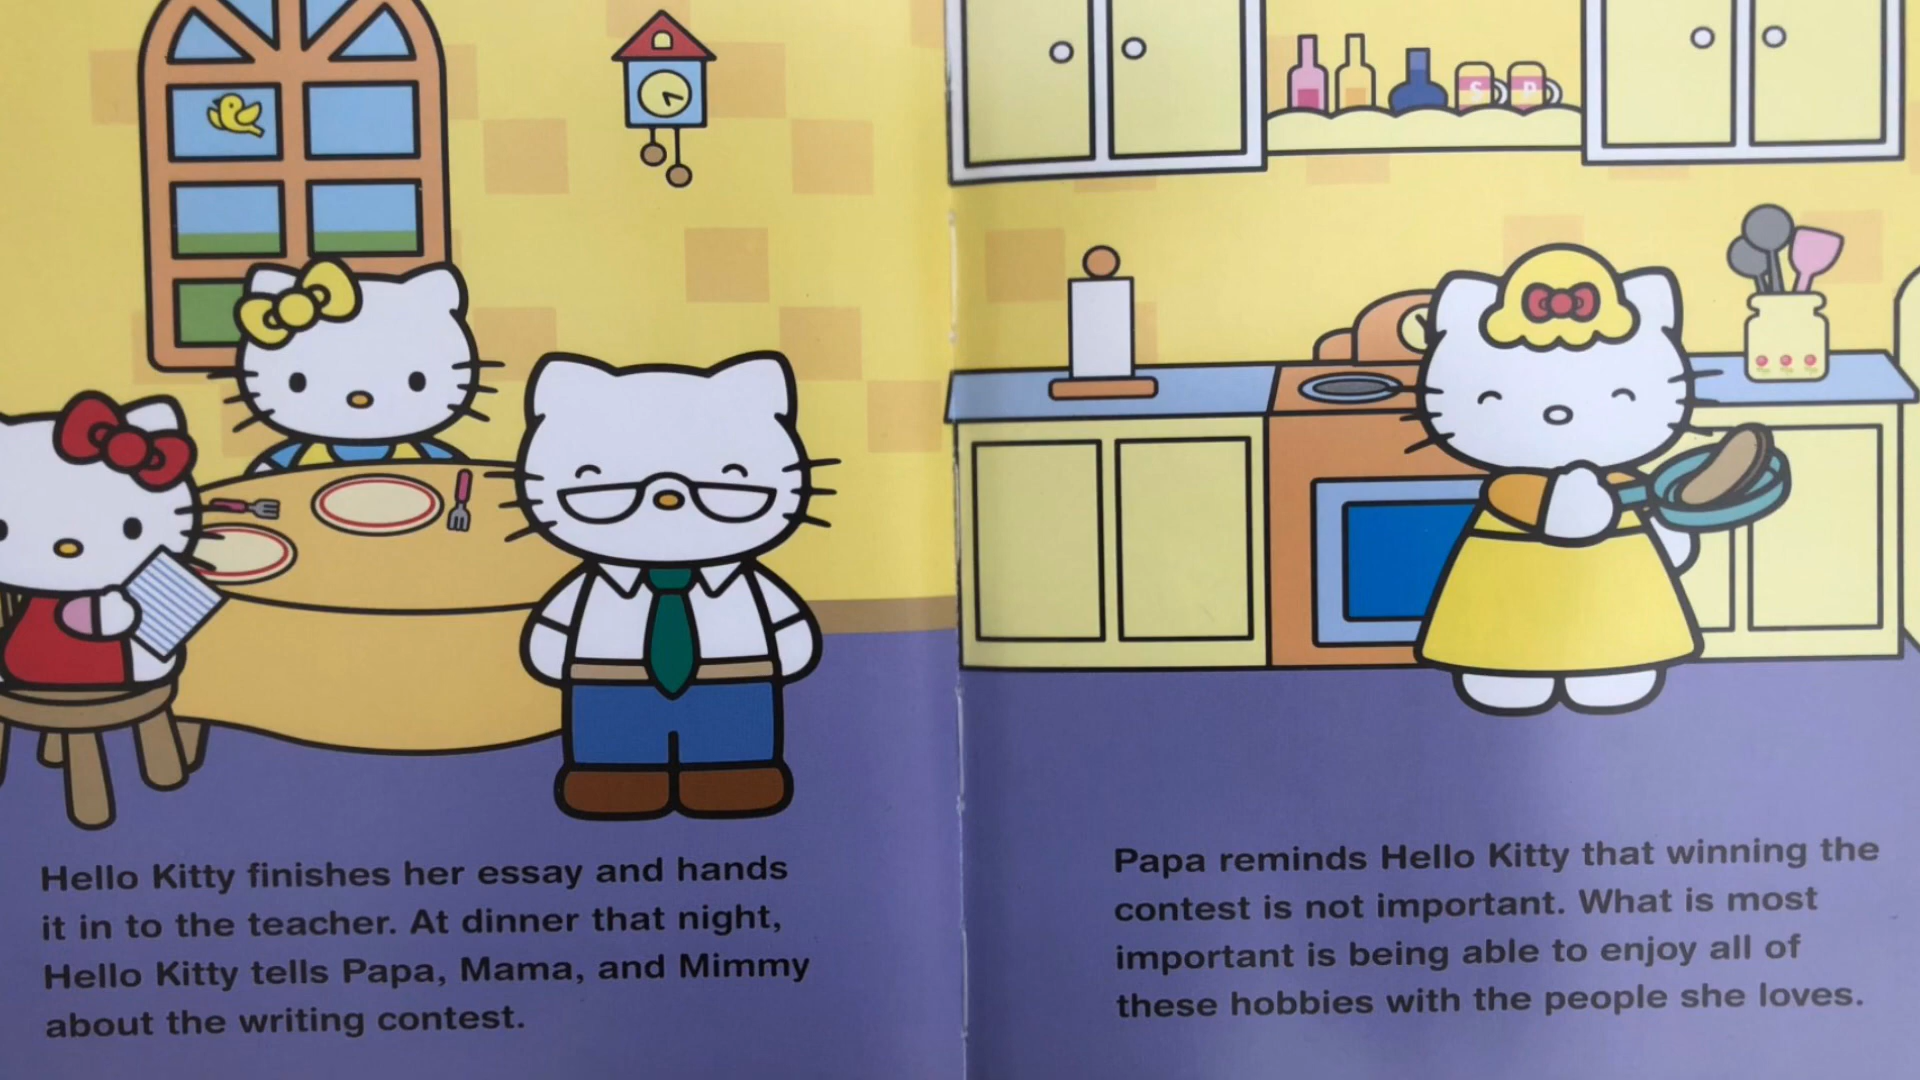 S
P
Hello Kitty finishes her essay and hands
it in to the teacher. At dinner that night,
Hello Kitty tells Papa, Mama, and Mimmy
about the writing contest.
Papa reminds Hello Kitty that winning the
contest is not important. What is most
important is being able to enjoy all of
these hobbies with the people she loves.